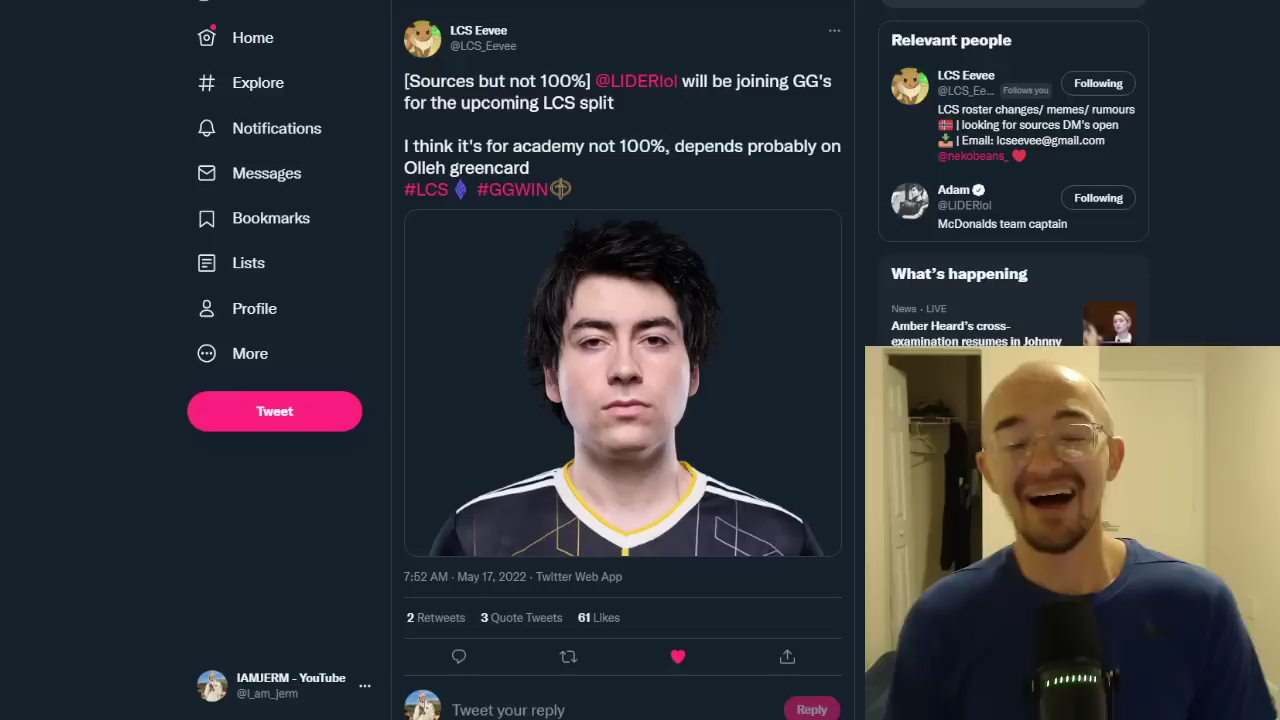 Home
Explore
Notifications
Messages
Bookmarks
Lists
Profile
More
Tweet
IAMJERM - YouTube
@I_am_jerm
LCS Eevee
@LCS_Eevee
[Sources but not 100%] @LIDERlol will be joining GG's
for the upcoming LCS split
I think it's for academy not 100%, depends probably on
Olleh greencard
#LCS #GGWIN
7:52 AM · May 17, 2022 · Twitter Web App
2 Retweets 3 Quote Tweets 61 Likes
Tweet your reply
Reply
Relevant people
LCS Eevee
@LCS_Ee... Follows you
Following
LCS roster changes/ memes/ rumours
| looking for sources DM's open
| Email: lcseevee@gmail.com
@nekobeans_
Adam
@LIDERlol
Following
McDonalds team captain
What's happening
News · LIVE
Amber Heard's cross-
examination resumes in Johnny